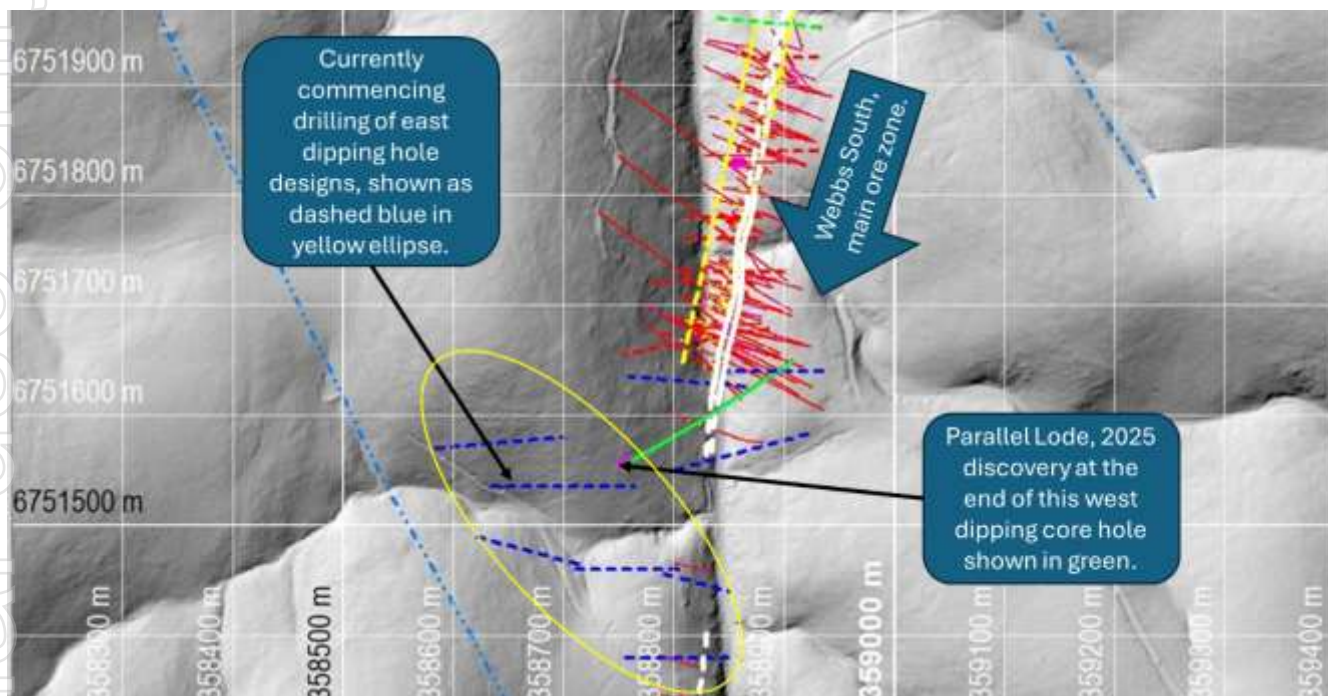 6751900 m
6751800 m
6751700 m
6751600 m
6751500 m
Currently
commencing
drilling of east
dipping hole
designs, shown as
dashed blue in
yellow ellipse.
Webbs South,
main ore zone.
Parallel Lode, 2025
discovery at the
end of this west
dipping core hole
shown in green.
358300 m
358400 m
358500 m
358600 m
358700 m
358800 m
358900 m
359000 m
359100 m
359200 m
359300 m
359400 m